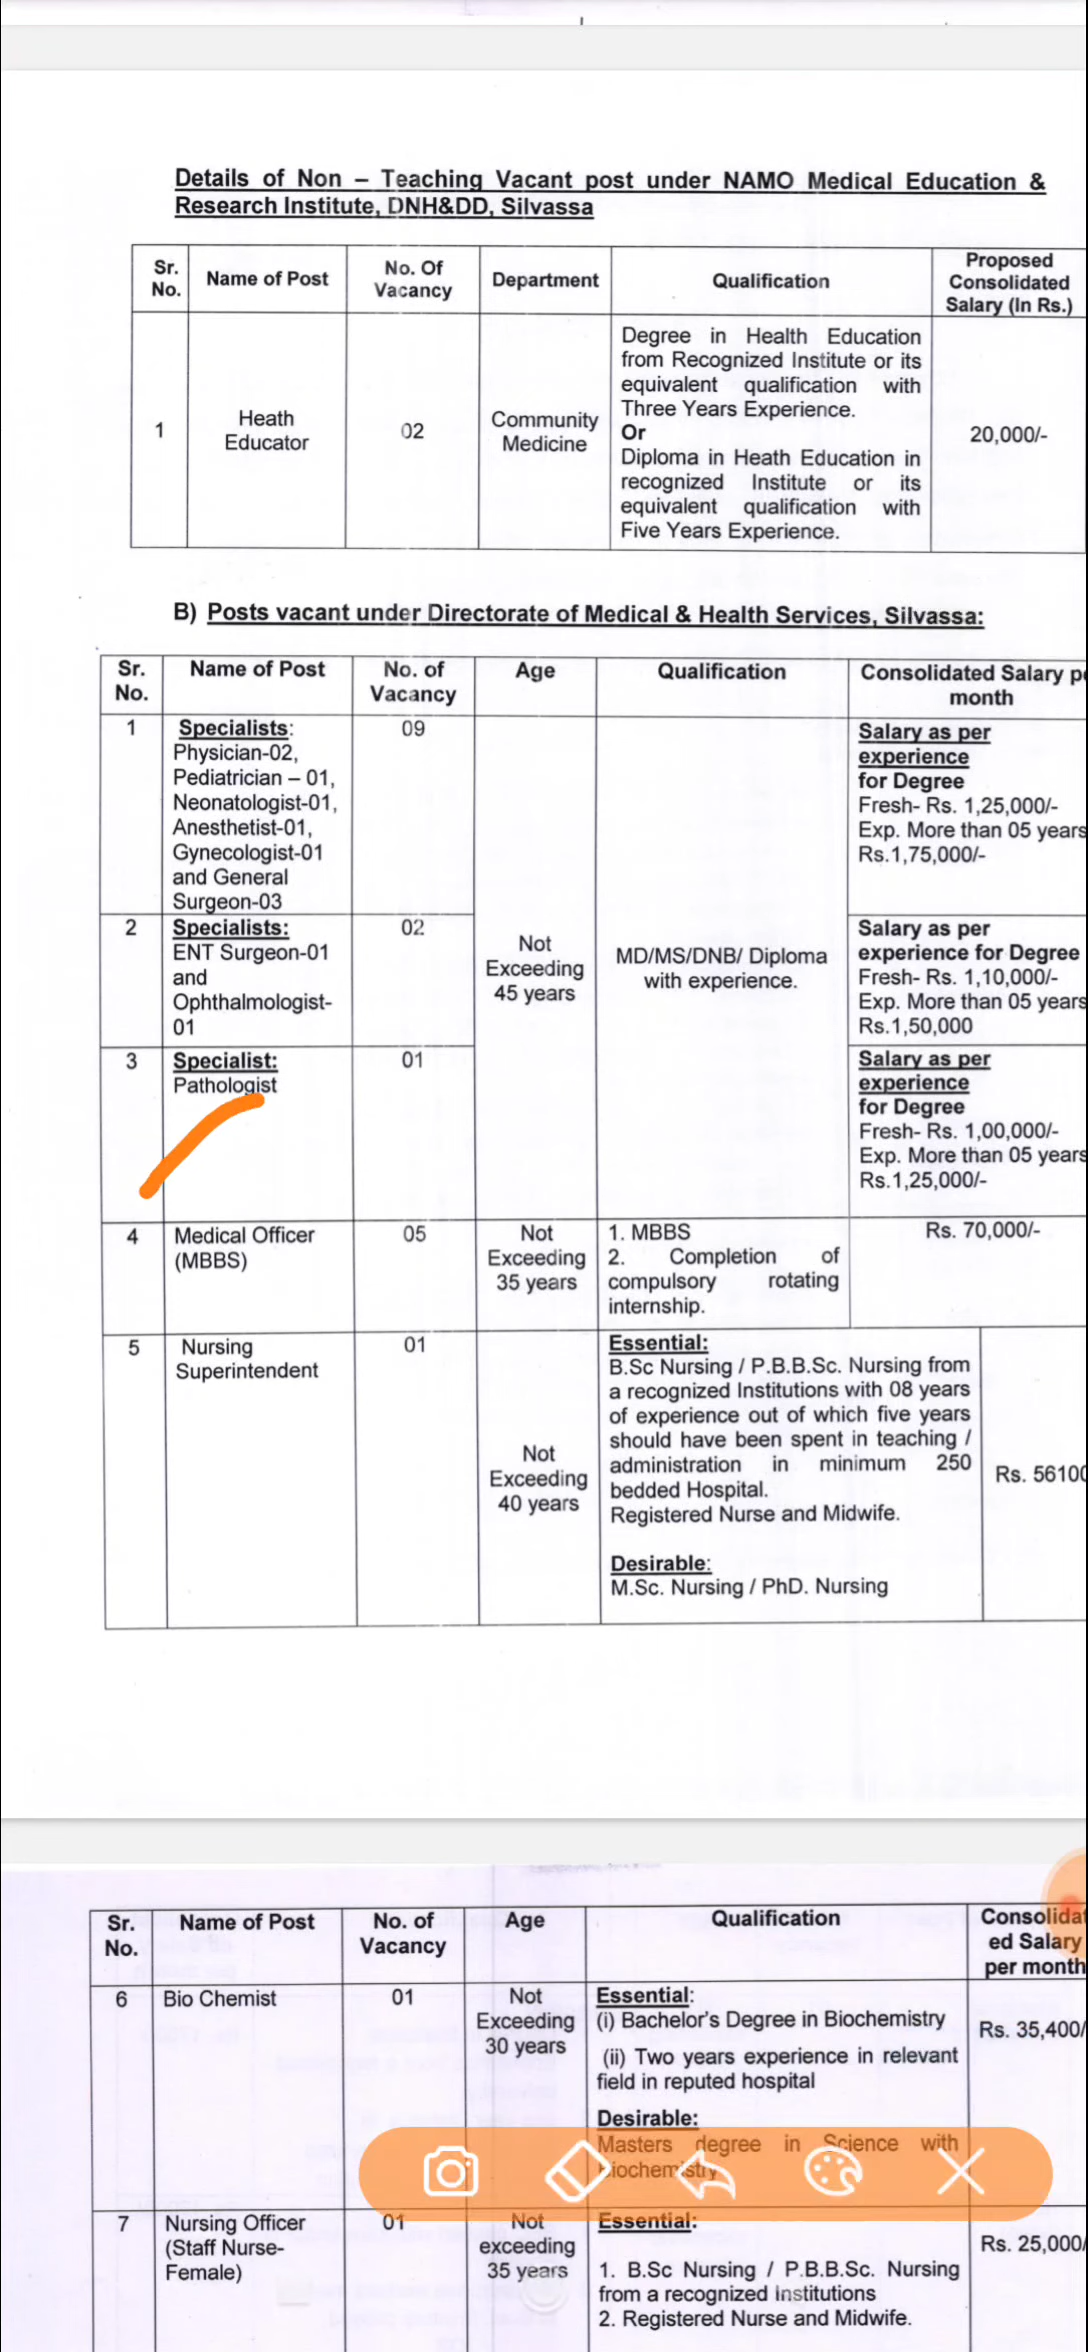 Details of Non – Teaching Vacant post under NAMO Medical Education &
Research Institute, DNH&DD, Silvassa
Sr. No.
Name of Post
No. Of Vacancy
Department
Qualification
Proposed Consolidated Salary (In Rs.)
1
Heath
Educator
02
Community
Medicine
Degree in Health Education
from Recognized Institute or its
equivalent qualification with
Three Years Experience.
Or
Diploma in Heath Education in
recognized Institute or its
equivalent qualification with
Five Years Experience.
20,000/-
B) Posts vacant under Directorate of Medical & Health Services, Silvassa:
Sr. No.
Name of Post
No. of Vacancy
Age
Qualification
Consolidated Salary
month
1
Specialists:
Physician-02,
Pediatrician – 01,
Neonatologist-01,
Anesthetist-01,
Gynecologist-01
and General
Surgeon-03
09
Salary as per
experience
for Degree
Fresh- Rs. 1,25,000/-
Exp. More than 05 years
Rs.1,75,000/-
2
Specialists:
ENT Surgeon-01
and
Ophthalmologist-
01
02
Not
Exceeding
45 years
MD/MS/DNB/ Diploma
with experience.
Salary as per
experience for Degree
Fresh- Rs. 1,10,000/-
Exp. More than 05 years
Rs.1,50,000
3
Specialist:
Pathologist
01
Salary as per
experience
for Degree
Fresh- Rs. 1,00,000/-
Exp. More than 05 years
Rs.1,25,000/-
4
Medical Officer
(MBBS)
05
Not
Exceeding
35 years
1. MBBS
2. Completion of
compulsory rotating
internship.
Rs. 70,000/-
5
Nursing
Superintendent
01
Not
Exceeding
40 years
Essential:
B.Sc Nursing / P.B.B.Sc. Nursing from
a recognized Institutions with 08 years
of experience out of which five years
should have been spent in teaching /
administration in minimum 250
bedded Hospital.
Registered Nurse and Midwife.
Desirable:
M.Sc. Nursing / PhD. Nursing
Rs. 56100
Sr.
No.
Name of Post
No. of
Vacancy
Age
Qualification
Consolidat
ed Salary
per month
6
Bio Chemist
01
Not
Exceeding
30 years
Essential:
(i) Bachelor's Degree in Biochemistry
(ii) Two years experience in relevant
field in reputed hospital
Desirable:
Masters degree in Science with
Biochemistry
Rs. 35,400/
7
Nursing Officer
(Staff Nurse-
Female)
01
Not
exceeding
35 years
Essential:
1. B.Sc Nursing / P.B.B.Sc. Nursing
from a recognized Institutions
2. Registered Nurse and Midwife.
Rs. 25,000/